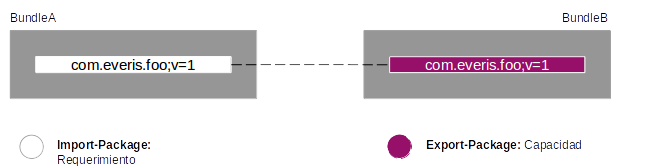 BundleA
BundleB
com.everis.foo;v=1
com.everis.foo;v=1
Import-Package:
Requerimiento
Export-Package: Capacidad